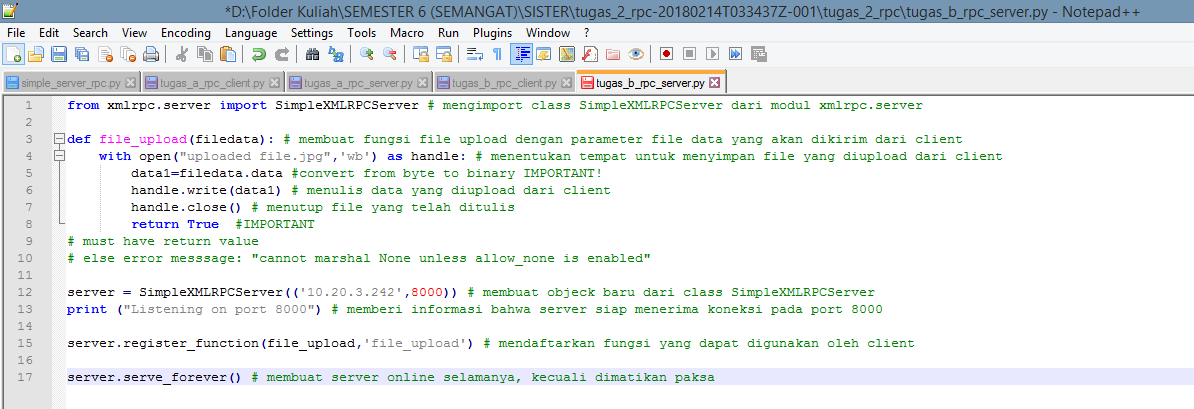 *D:\Folder Kuliah\SEMESTER 6 (SEMANGAT)\SISTER\tugas_2_rpc-20180214T033437Z-001\tugas_2_rpc\tugas_b_rpc_server.py - Notepad++
File Edit Search View Encoding Language Settings Tools Macro Run Plugins Window ?
simple_server_rpc.py tugas_a_rpc_client.py tugas_a_rpc_server.py tugas_b_rpc_client.py tugas_b_rpc_server.py
1 from xmlrpc.server import SimpleXMLRPCServer # mengimport class SimpleXMLRPCServer dari modul xmlrpc.server
2
3 def file_upload(filedata): # membuat fungsi file upload dengan parameter file data yang akan dikirim dari client
4 with open("uploaded file.jpg",'wb') as handle: # menentukan tempat untuk menyimpan file yang diupload dari client
5 data1=filedata.data #convert from byte to binary IMPORTANT!
6 handle.write(data1) # menulis data yang diupload dari client
7 handle.close() # menutup file yang telah ditulis
8 return True #IMPORTANT
9 # must have return value
10 # else error messsage: "cannot marshal None unless allow_none is enabled"
11
12 server = SimpleXMLRPCServer(('10.20.3.242',8000)) # membuat objeck baru dari class SimpleXMLRPCServer
13 print ("Listening on port 8000") # memberi informasi bahwa server siap menerima koneksi pada port 8000
14
15 server.register_function(file_upload,'file_upload') # mendaftarkan fungsi yang dapat digunakan oleh client
16
17 server.serve_forever() # membuat server online selamanya, kecuali dimatikan paksa